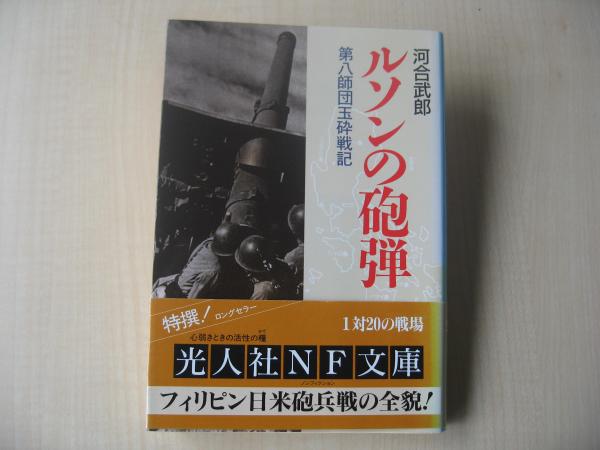 河合武郎
ルソンの砲弾
第八師団玉砕戦記
特撰!
ロングセラー
1対20の戦場
心弱きときの活性の糧
かて
光人社NF文庫
ノンフィクション
フィリピン日米砲兵戦の全貌!